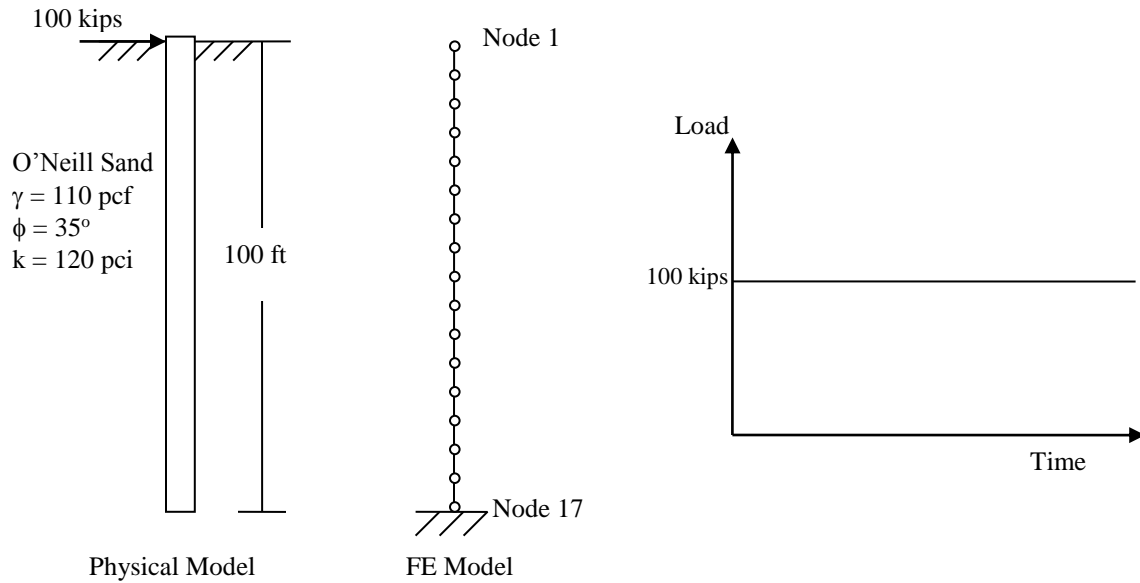 100 kips
Node 1
Load
O’Neill Sand
γ = 110 pcf
ϕ = 35º
k = 120 pci
100 ft
100 kips
Time
Node 17
Physical Model
FE Model